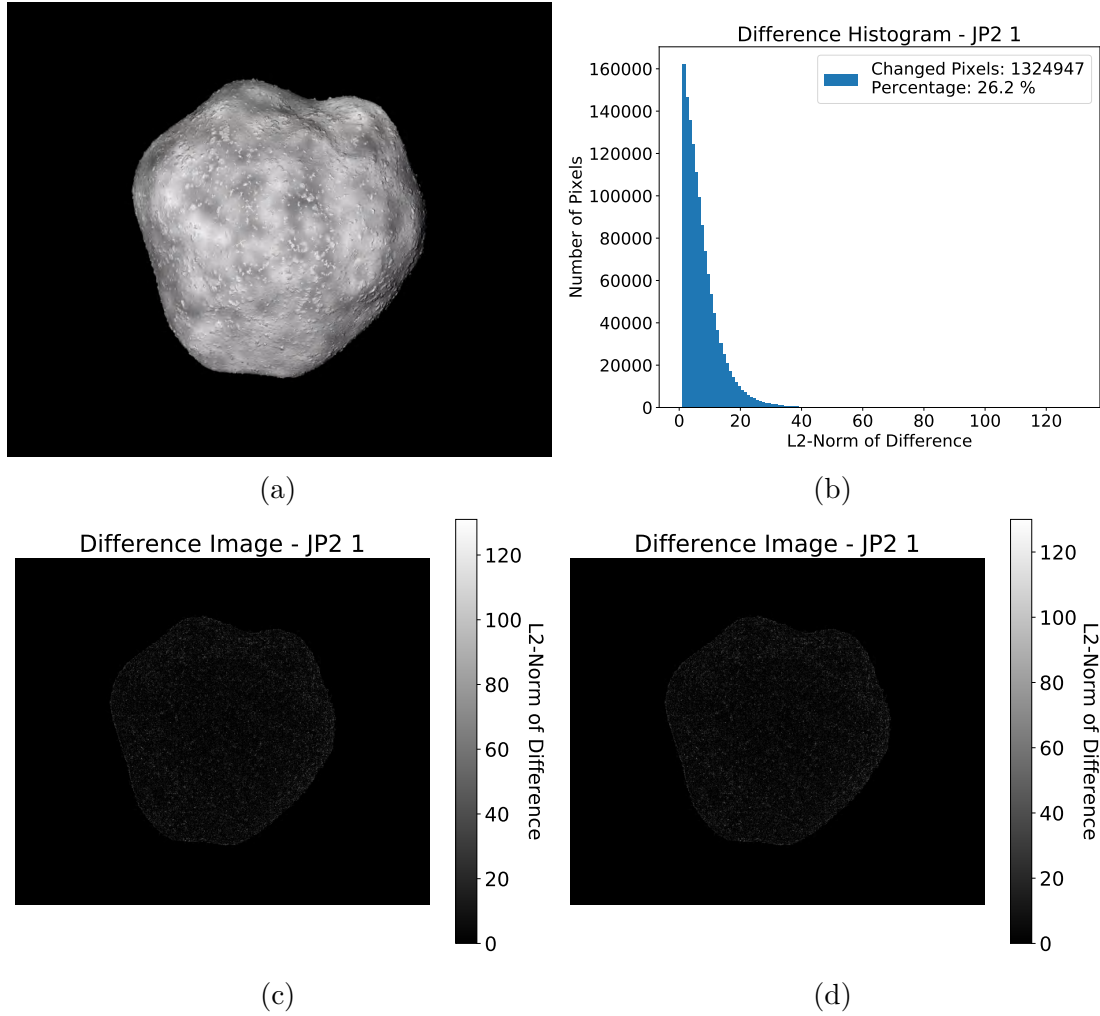 Difference Histogram - JP2 1
Changed Pixels: 1324947
Percentage: 26.2 %
160000
140000
120000
100000
80000
60000
40000
20000
0
Number of Pixels
0 20 40 60 80 100 120
L2-Norm of Difference
(a)
(b)
Difference Image - JP2 1
120
100
80
60
40
20
0
L2-Norm of Difference
Difference Image - JP2 1
120
100
80
60
40
20
0
L2-Norm of Difference
(c)
(d)